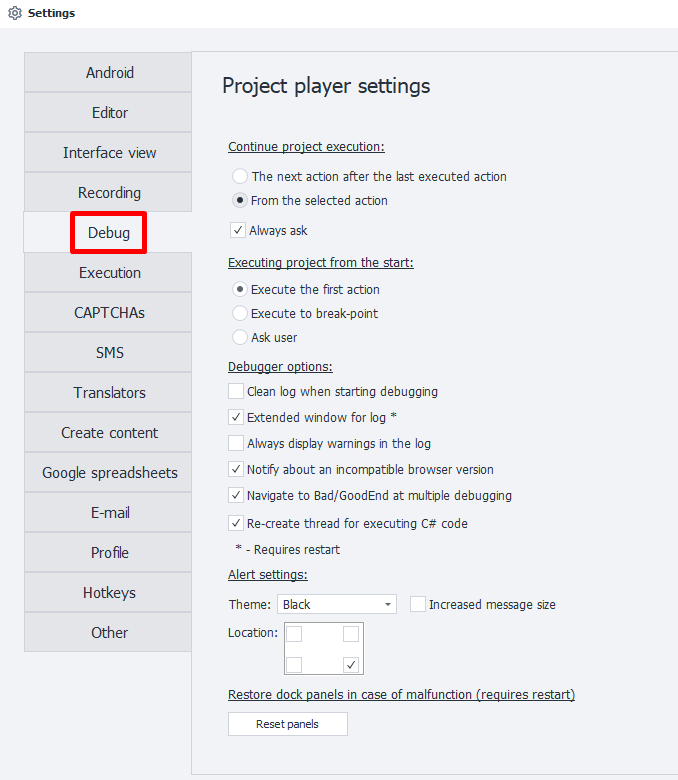 Settings
Android
Editor
Interface view
Recording
Debug
Execution
CAPTCHAs
SMS
Translators
Create content
Google spreadsheets
E-mail
Profile
Hotkeys
Other
Project player settings
Continue project execution:
The next action after the last executed action
From the selected action
Always ask
Executing project from the start:
Execute the first action
Execute to break-point
Ask user
Debugger options:
Clean log when starting debugging
Extended window for log *
Always display warnings in the log
Notify about an incompatible browser version
Navigate to Bad/GoodEnd at multiple debugging
Re-create thread for executing C# code
* - Requires restart
Alert settings:
Theme: Black Increased message size
Location:
Restore dock panels in case of malfunction (requires restart)
Reset panels